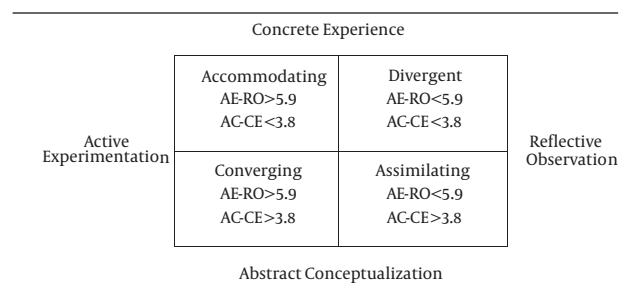 Concrete Experience
Accommodating
AE-RO>5.9
AC-CE<3.8
Divergent
AE-RO<5.9
AC-CE<3.8
Active
Experimentation
Reflective
Observation
Converging
AE-RO>5.9
AC-CE>3.8
Assimilating
AE-RO<5.9
AC-CE>3.8
Abstract Conceptualization